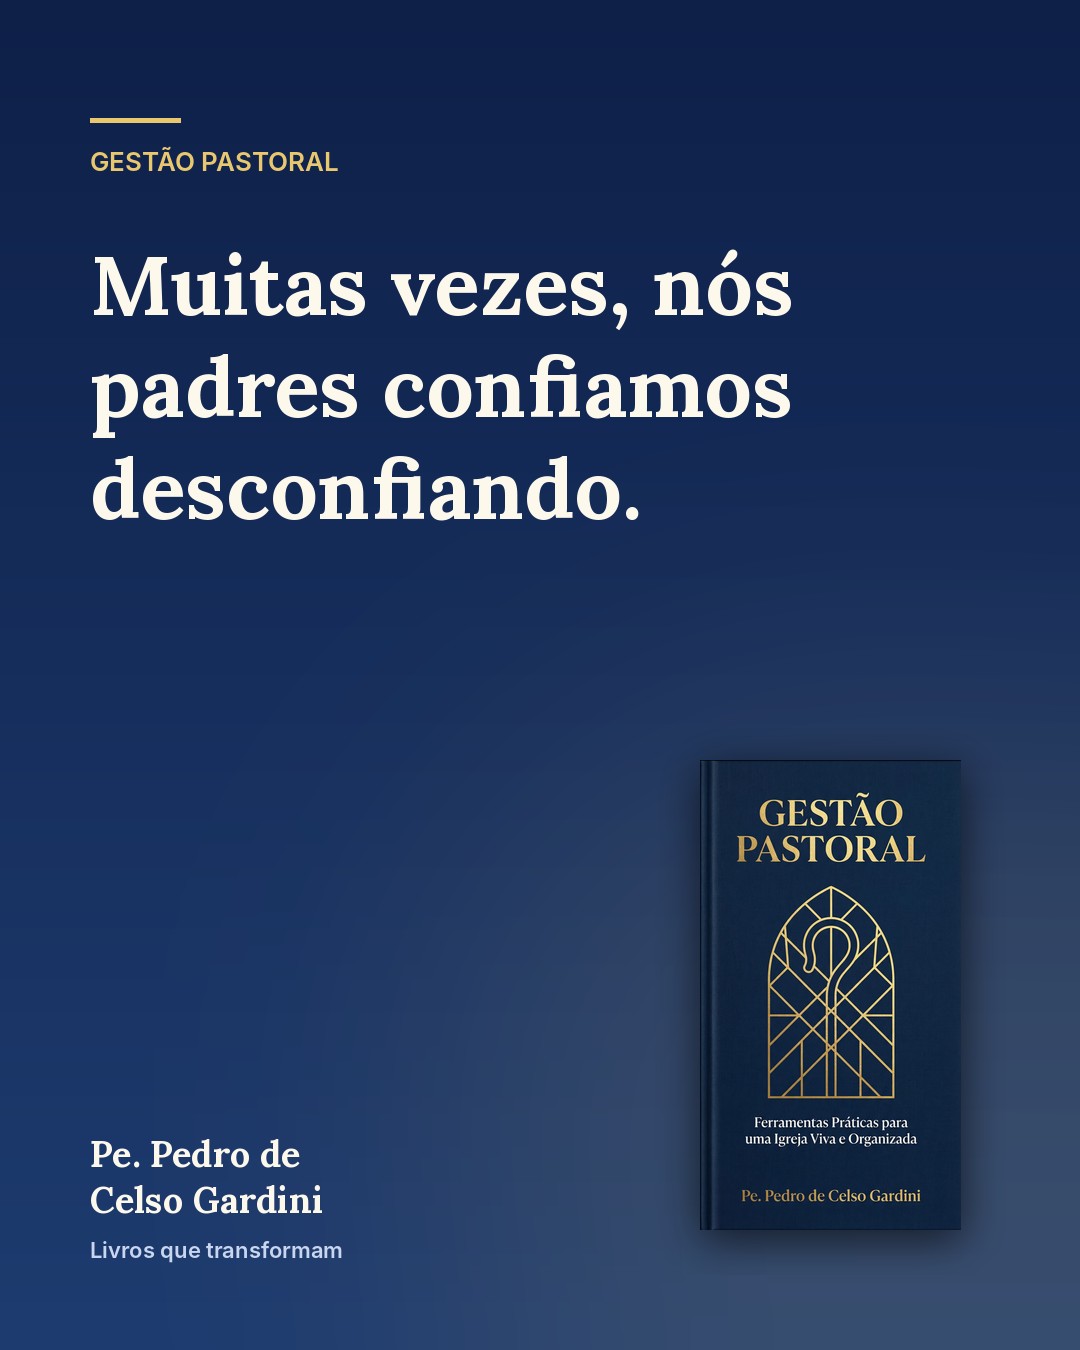 GESTÃO PASTORAL
Muitas vezes, nós
padres confiamos
desconfiando.
GESTÃO
PASTORAL
Ferramentas Práticas para
uma Igreja Viva e Organizada
Pe. Pedro de Celso Gardini
Pe. Pedro de
Celso Gardini
Livros que transformam